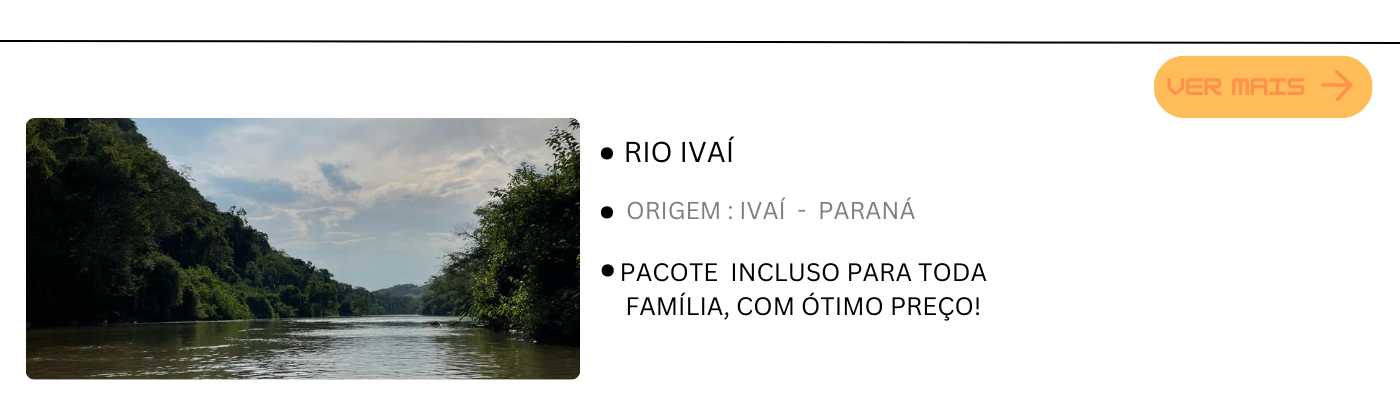 VER MAIS
RIO IVAÍ
ORIGEM : IVAÍ - PARANÁ
PACOTE INCLUSO PARA TODA
FAMÍLIA, COM ÓTIMO PREÇO!